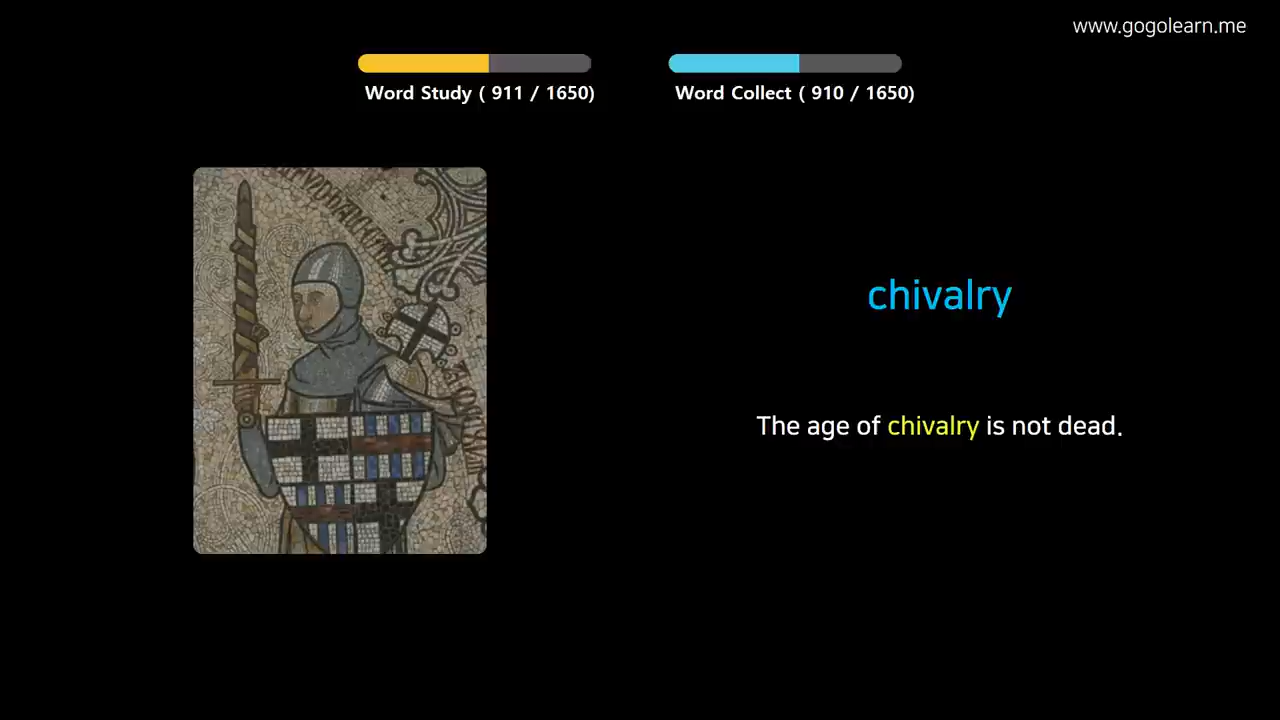 www.gogolearn.me
Word Study ( 911 / 1650)
Word Collect ( 910 / 1650)
chivalry
The age of chivalry is not dead.